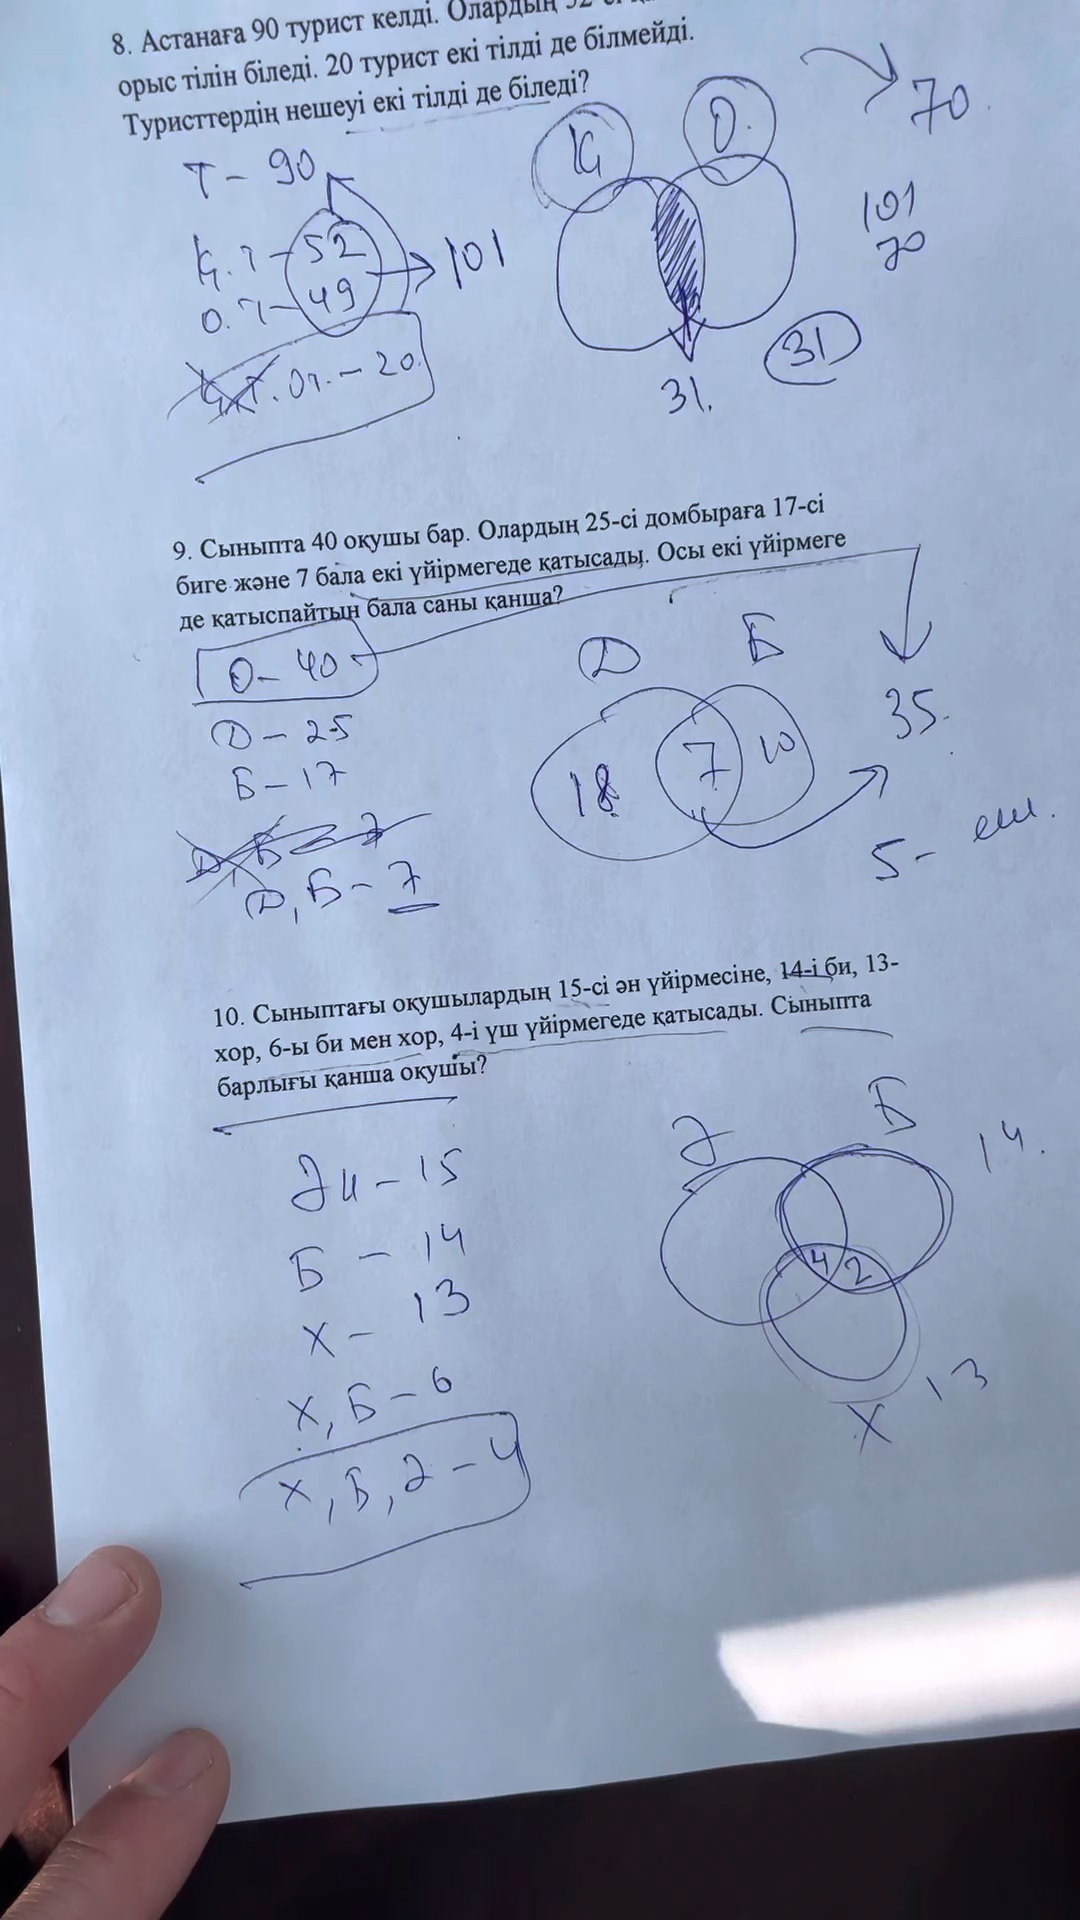 8. Астанаға 90 турист келді. Олардың 52
орыс тілін біледі. 20 турист екі тілді де білмейді.
Туристтердің нешеуі екі тілді де біледі?
Т - 90
Қ.т - 52
О.т - 49
101
От. - 20.
Қ
О.
70.
101
70
31
31.
9. Сыныпта 40 оқушы бар. Олардың 25-сі домбыраға 17-сі
биге және 7 бала екі үйірмегеде қатысады. Осы екі үйірмеге
де қатыспайтын бала саны қанша?
О - 40
Д - 25
Б - 17
Д, Б - 7
Д, Б - 7
Д
Б
18
7
10
35.
5 -
10. Сыныптағы оқушылардың 15-сі ән үйірмесіне, 14-і би, 13-
хор, 6-ы би мен хор, 4-і үш үйірмегеде қатысады. Сыныпта
барлығы қанша оқушы?
Ән - 15
Б - 14
Х - 13
Х, Б - 6
Х, Б, Ә - 4
Ә
Б
14.
4
2
Х
13